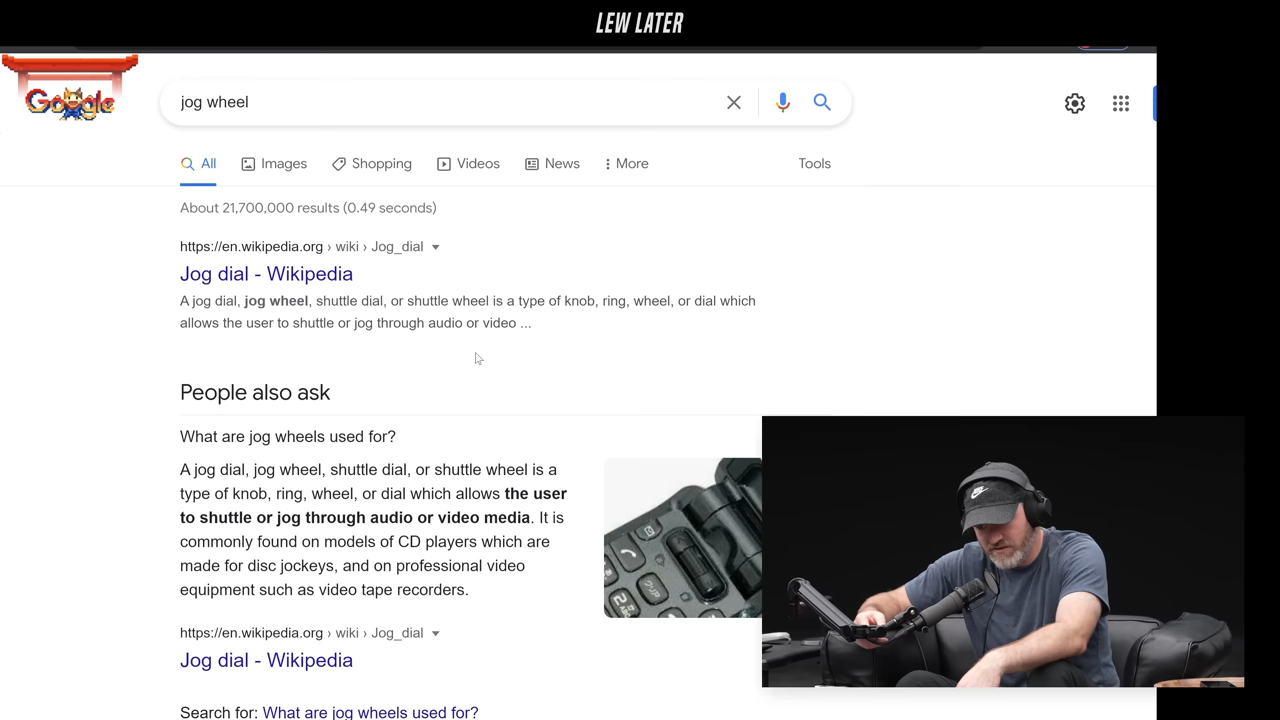 LEW LATER
Google
jog wheel
All
Images
Shopping
Videos
News
More
Tools
About 21,700,000 results (0.49 seconds)
https://en.wikipedia.org › wiki › Jog_dial
Jog dial - Wikipedia
A jog dial, jog wheel, shuttle dial, or shuttle wheel is a type of knob, ring, wheel, or dial which
allows the user to shuttle or jog through audio or video ...
People also ask
What are jog wheels used for?
A jog dial, jog wheel, shuttle dial, or shuttle wheel is a
type of knob, ring, wheel, or dial which allows the user
to shuttle or jog through audio or video media. It is
commonly found on models of CD players which are
made for disc jockeys, and on professional video
equipment such as video tape recorders.
https://en.wikipedia.org › wiki › Jog_dial
Jog dial - Wikipedia
Search for: What are jog wheels used for?